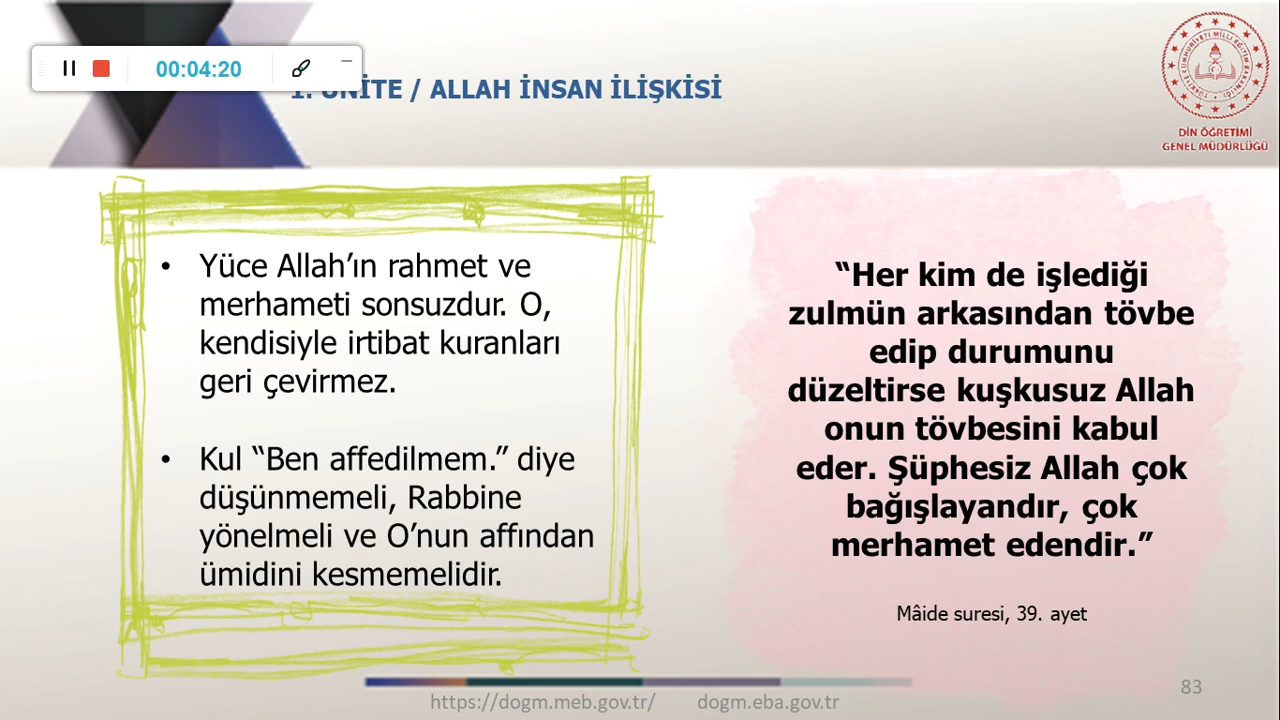 00:04:20
1. ÜNİTE / ALLAH İNSAN İLİŞKİSİ
DİN ÖĞRETİMİ
GENEL MÜDÜRLÜĞÜ
• Yüce Allah’ın rahmet ve
merhameti sonsuzdur. O,
kendisiyle irtibat kuranları
geri çevirmez.
• Kul “Ben affedilmem.” diye
düşünmemeli, Rabbine
yönelmeli ve O’nun affından
ümidini kesmemelidir.
“Her kim de işlediği
zulmün arkasından tövbe
edip durumunu
düzeltirse kuşkusuz Allah
onun tövbesini kabul
eder. Şüphesiz Allah çok
bağışlayandır, çok
merhamet edendir.”
Mâide suresi, 39. ayet
https://dogm.meb.gov.tr/ dogm.eba.gov.tr
83